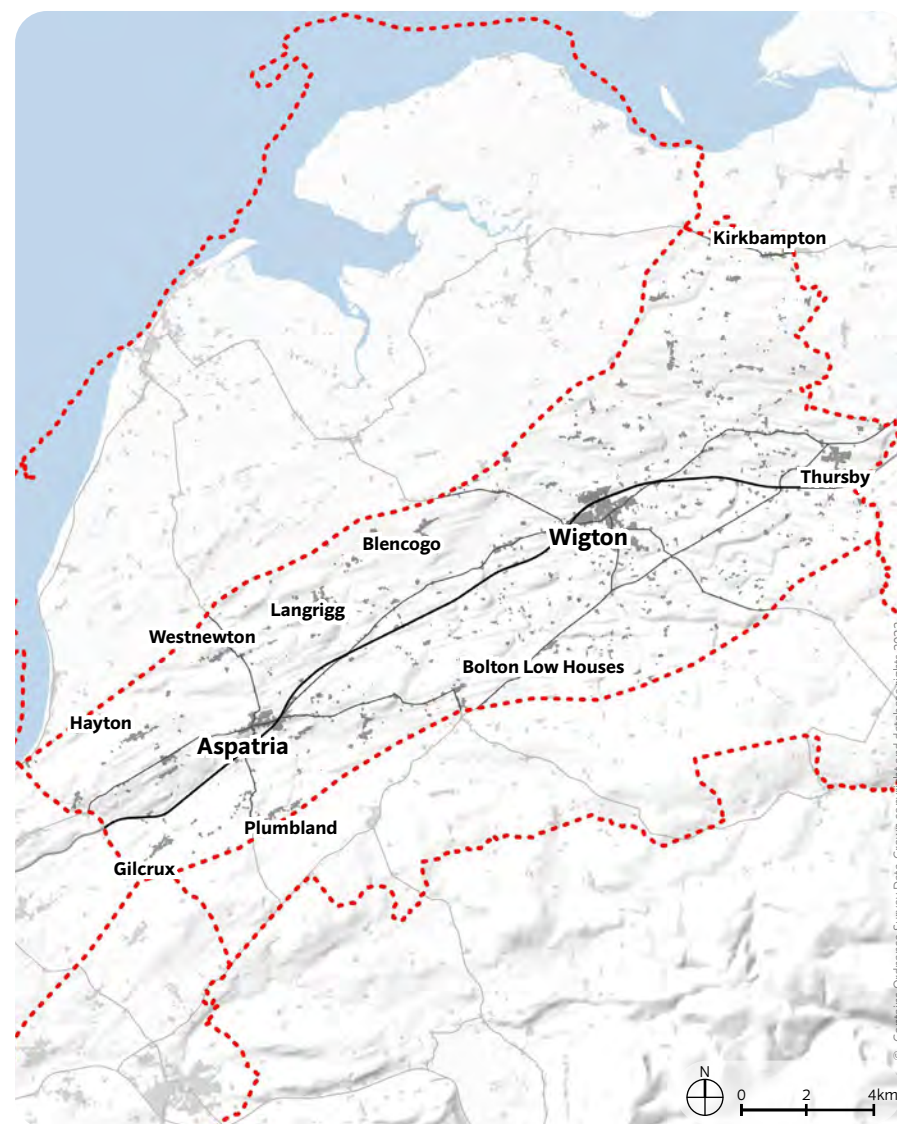 Kirkbampton
Thursby
Wigton
Blencogo
Langrigg
Westnewton
Bolton Low Houses
Hayton
Aspatria
Plumbland
Gilcrux
N
0 2 4km